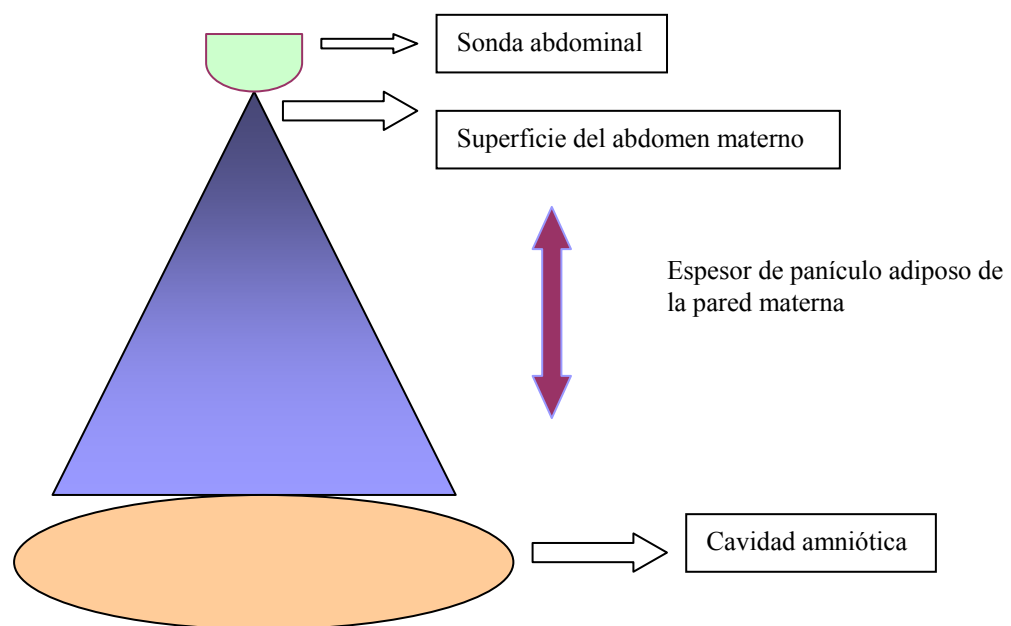 Sonda abdominal
Superficie del abdomen materno
Espesor de panículo adiposo de
la pared materna
Cavidad amniótica